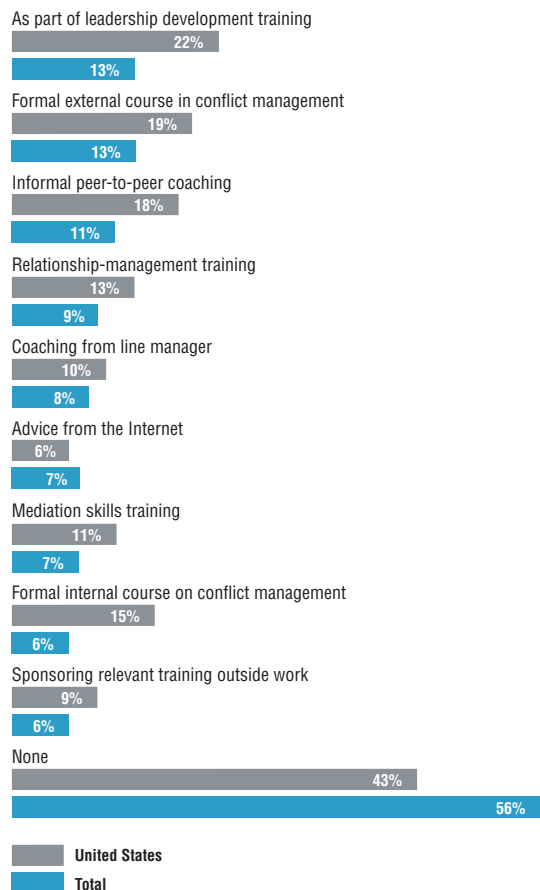 As part of leadership development training
22%
13%
Formal external course in conflict management
19%
13%
Informal peer-to-peer coaching
18%
11%
Relationship-management training
13%
9%
Coaching from line manager
10%
8%
Advice from the Internet
6%
7%
Mediation skills training
11%
7%
Formal internal course on conflict management
15%
6%
Sponsoring relevant training outside work
9%
6%
None
43%
56%
United States
Total